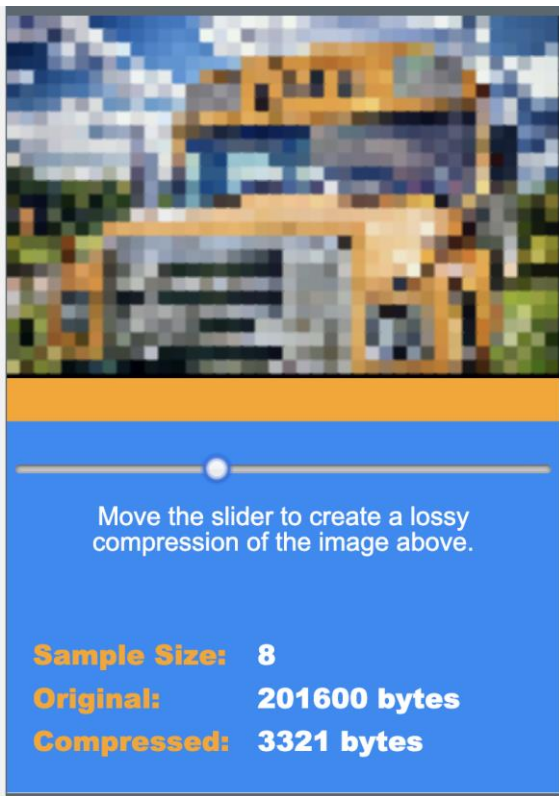 Move the slider to create a lossy
compression of the image above.
Sample Size: 8
Original: 201600 bytes
Compressed: 3321 bytes